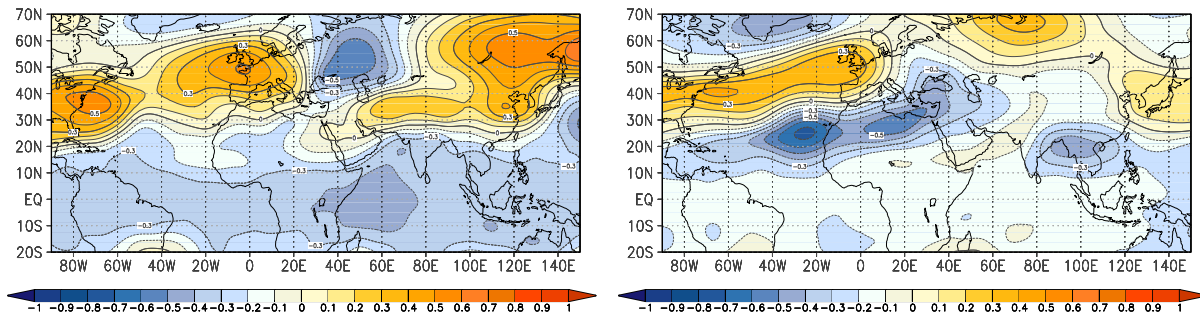 70N 70N
60N 60N
50N 50N
40N 40N
30N 30N
20N 20N
10N 10N
EQ EQ
10S 10S
20S 20S
80W 60W 40W 20W 0 20E 40E 60E 80E 100E 120E 140E 80W 60W 40W 20W 0 20E 40E 60E 80E 100E 120E 140E
-1 -0.9 -0.8 -0.7 -0.6 -0.5 -0.4 -0.3 -0.2 -0.1 0 0.1 0.2 0.3 0.4 0.5 0.6 0.7 0.8 0.9 1 -1 -0.9 -0.8 -0.7 -0.6 -0.5 -0.4 -0.3 -0.2 -0.1 0 0.1 0.2 0.3 0.4 0.5 0.6 0.7 0.8 0.9 1